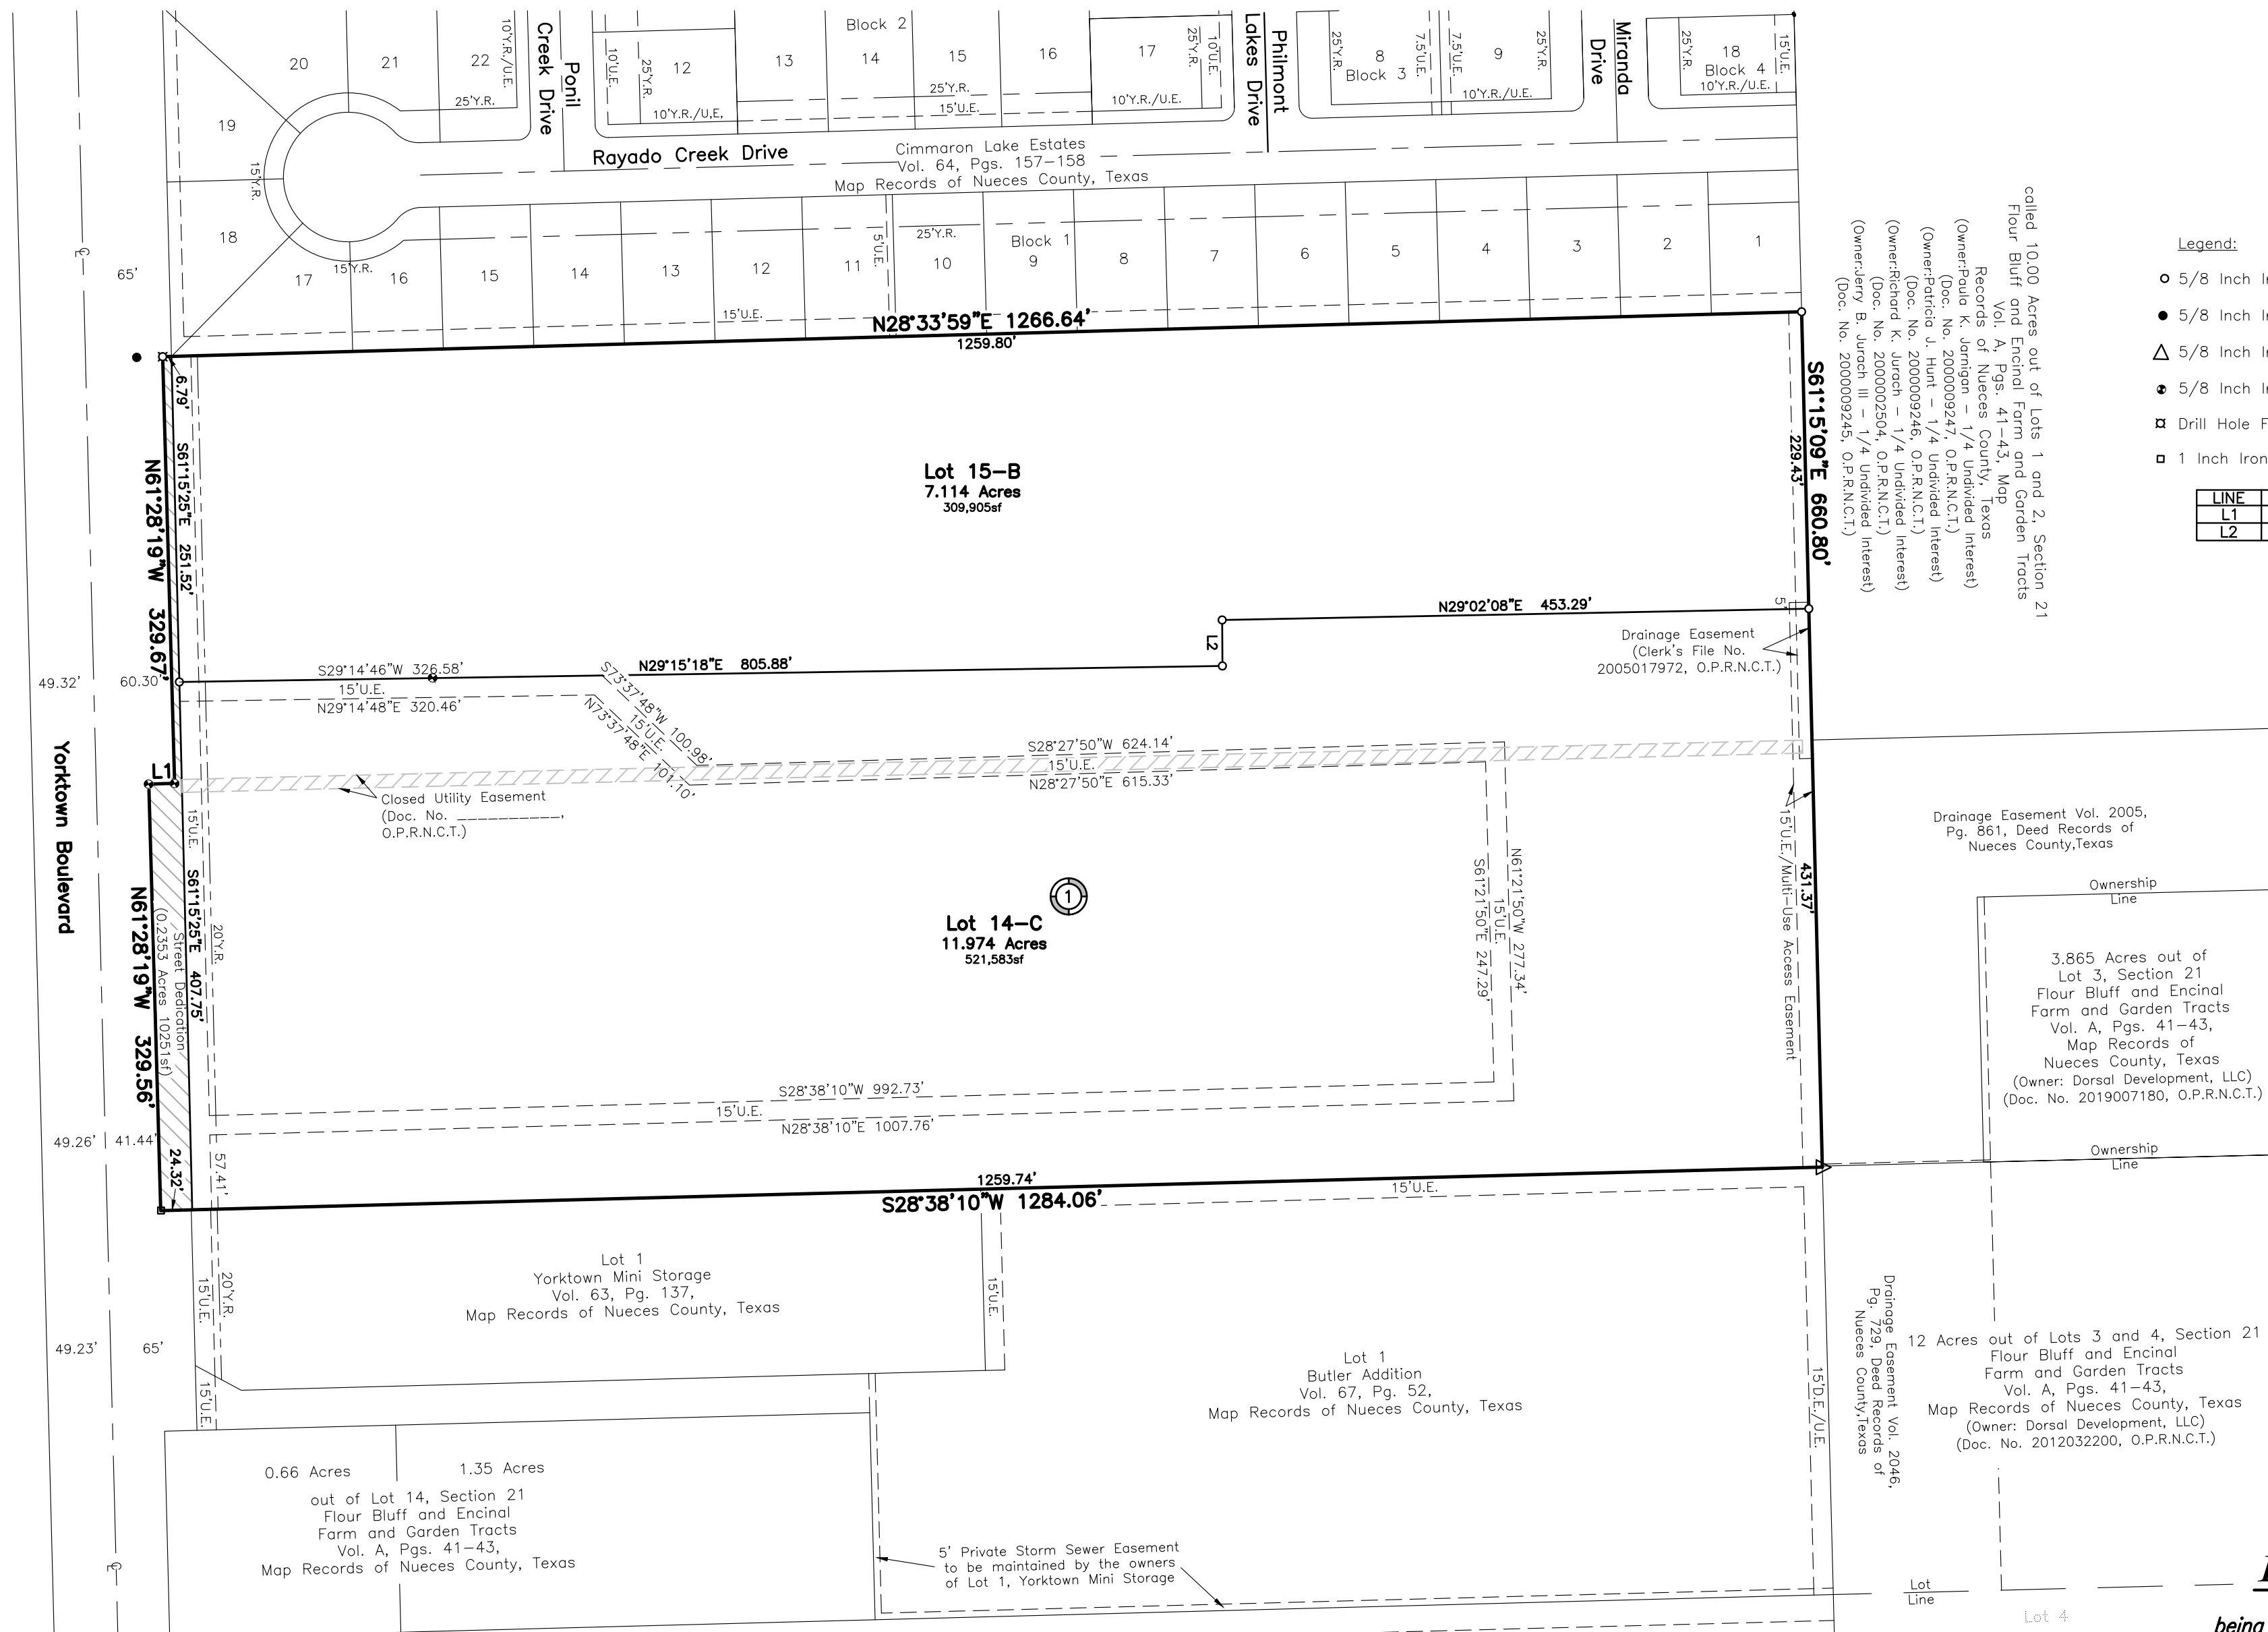 Block 2
20
21
22
10'Y.R./U.E.
25'Y.R.
19
18
15'Y.R.
15'Y.R.
Creek Drive
Ponil
10'U.E.
25'Y.R.
12
13
14
15
16
17
25'Y.R.
10'U.E.
10'Y.R./U,E,
25'Y.R.
15'U.E.
10'Y.R./U.E.
Lakes Drive
Philmont
25'Y.R.
8
Block 3
7.5'U.E.
7.5'U.E.
9
25'Y.R.
10'Y.R./U.E.
Drive
Miranda
25'Y.R.
18
Block 4
10'Y.R./U.E.
15'U.E.
Rayado Creek Drive
Cimmaron Lake Estates
Vol. 64, Pgs. 157-158
Map Records of Nueces County, Texas
17
16
15
14
13
12
11
5'U.E.
25'Y.R.
10
Block 1
9
8
7
6
5
4
3
2
1
15'U.E.
65'
N28°33'59"E 1266.64'
1259.80'
called 10.00 Acres out of Lots 1 and 2, Section 21
Flour Bluff and Encinal Farm and Garden Tracts
Vol. A, Pgs. 41-43, Map
Records of Nueces County, Texas
(Owner:Paula K. Jarnigan - 1/4 Undivided Interest)
(Doc. No. 2000009247, O.P.R.N.C.T.)
(Owner:Patricia J. Hunt - 1/4 Undivided Interest)
(Doc. No. 2000009246, O.P.R.N.C.T.)
(Owner:Richard K. Jurach - 1/4 Undivided Interest)
(Doc. No. 2000002504, O.P.R.N.C.T.)
(Owner:Jerry B. Jurach III - 1/4 Undivided Interest)
(Doc. No. 2000009245, O.P.R.N.C.T.)
Legend:
5/8 Inch
5/8 Inch
5/8 Inch
5/8 Inch
Drill Hole
1 Inch Iron
LINE
L1
L2
6.79'
S61°15'25"E 251.52'
N61°28'19"W 329.67'
S61°15'09"E 660.80'
229.43'
Lot 15-B
7.114 Acres
309,905sf
N29°02'08"E 453.29'
L2
5'
Drainage Easement
(Clerk's File No.
2005017972, O.P.R.N.C.T.)
49.32'
60.30'
S29°14'46"W 326.58'
N29°15'18"E 805.88'
15'U.E.
N29°14'48"E 320.46'
S73°37'48"W 100.98'
15'U.E.
N73°37'48"E 101.10'
S28°27'50"W 624.14'
15'U.E.
N28°27'50"E 615.33'
L1
Closed Utility Easement
(Doc. No. __________,
O.P.R.N.C.T.)
Yorktown Boulevard
15'U.E.
S61°15'25"E 407.75'
20'Y.R.
N61°28'19"W 329.56'
Street Dedication
(0.2353 Acres 10251sf)
1
Lot 14-C
11.974 Acres
521,583sf
S61°21'50"E 247.29'
15'U.E.
N61°21'50"W 277.34'
431.37'
15'U.E./Multi-Use Access Easement
Drainage Easement Vol. 2005,
Pg. 861, Deed Records of
Nueces County,Texas
Ownership
Line
3.865 Acres out of
Lot 3, Section 21
Flour Bluff and Encinal
Farm and Garden Tracts
Vol. A, Pgs. 41-43,
Map Records of
Nueces County, Texas
(Owner: Dorsal Development, LLC)
(Doc. No. 2019007180, O.P.R.N.C.T.)
Ownership
Line
S28°38'10"W 992.73'
15'U.E.
N28°38'10"E 1007.76'
49.26'
41.44'
24.32'
57.41'
1259.74'
S28°38'10"W 1284.06'
15'U.E.
Lot 1
Yorktown Mini Storage
Vol. 63, Pg. 137,
Map Records of Nueces County, Texas
15'U.E.
20'Y.R.
15'U.E.
15'U.E.
49.23'
65'
Lot 1
Butler Addition
Vol. 67, Pg. 52,
Map Records of Nueces County, Texas
15'D.E./U.E.
Drainage Easement Vol. 2046,
Pg. 729, Deed Records of
Nueces County,Texas
12 Acres out of Lots 3 and 4, Section 21
Flour Bluff and Encinal
Farm and Garden Tracts
Vol. A, Pgs. 41-43,
Map Records of Nueces County, Texas
(Owner: Dorsal Development, LLC)
(Doc. No. 2012032200, O.P.R.N.C.T.)
0.66 Acres
1.35 Acres
out of Lot 14, Section 21
Flour Bluff and Encinal
Farm and Garden Tracts
Vol. A, Pgs. 41-43,
Map Records of Nueces County, Texas
5' Private Storm Sewer Easement
to be maintained by the owners
of Lot 1, Yorktown Mini Storage
Lot
Line
Lot 4
being